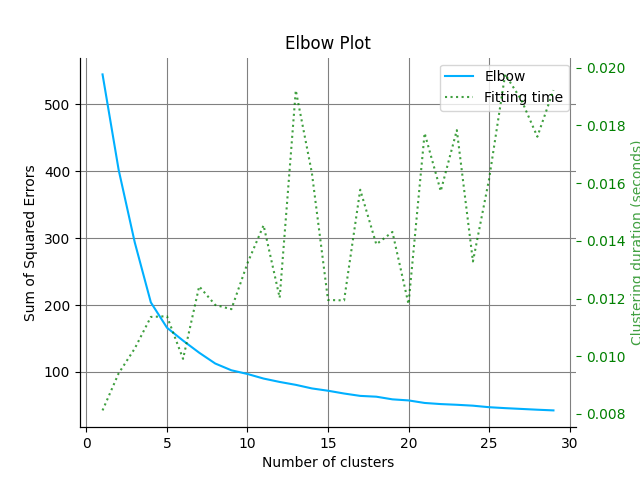 Elbow Plot
Elbow
Fitting time
Sum of Squared Errors
500
400
300
200
100
0.020
0.018
0.016
0.014
0.012
0.010
0.008
Clustering duration (seconds)
0 5 10 15 20 25 30
Number of clusters